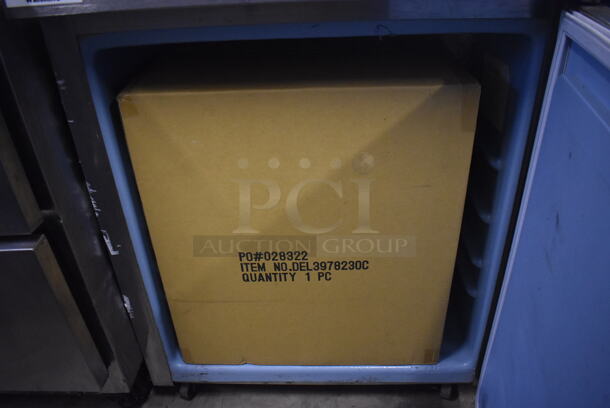 PCI
AUCTION GROUP
PO#028322
ITEM NO.DEL3978230C
QUANTITY 1 PC